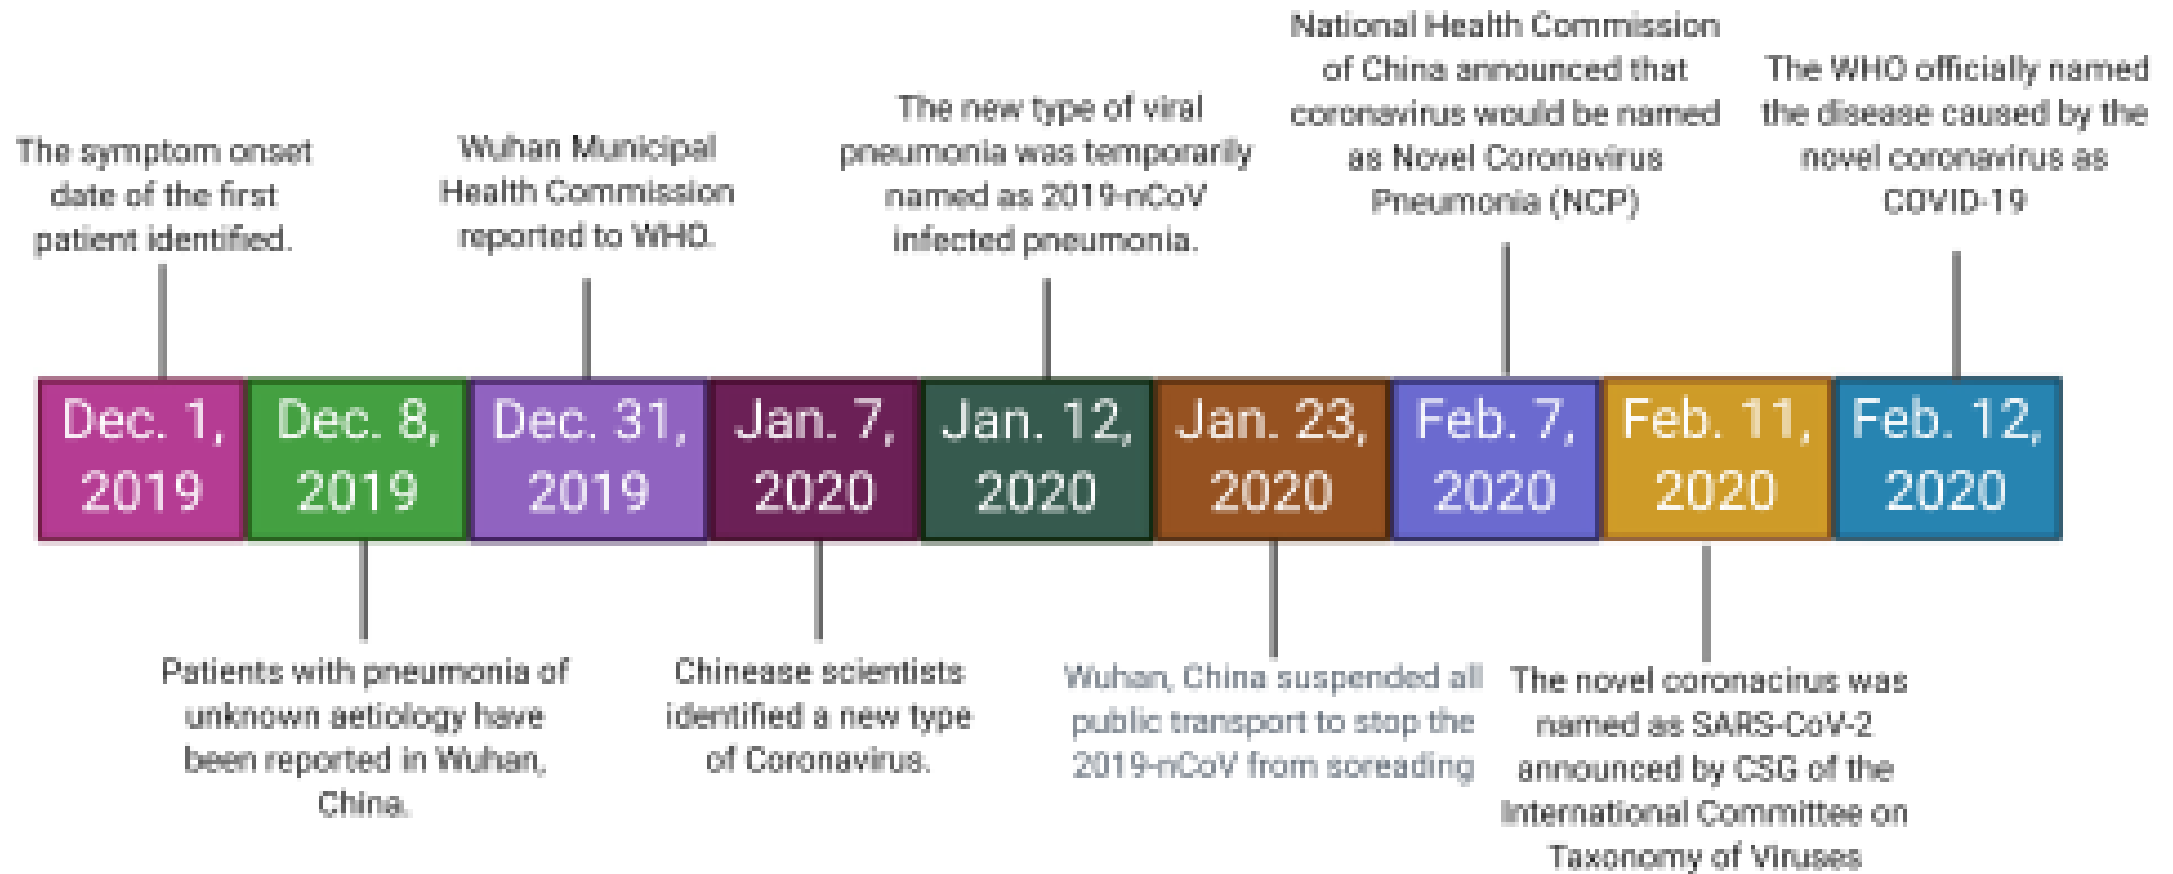 The symptom onset
date of the first
patient identified.
Wuhan Municipal
Health Commission
reported to WHO.
The new type of viral
pneumonia was temporarily
named as 2019-nCoV
infected pneumonia.
National Health Commission
of China announced that
coronavirus would be named
as Novel Coronavirus
Pneumonia (NCP)
The WHO officially named
the disease caused by the
novel coronavirus as
COVID-19
Dec. 1,
2019
Dec. 8,
2019
Dec. 31,
2019
Jan. 7,
2020
Jan. 12,
2020
Jan. 23,
2020
Feb. 7,
2020
Feb. 11,
2020
Feb. 12,
2020
Patients with pneumonia of
unknown aetiology have
been reported in Wuhan,
China.
Chinease scientists
identified a new type
of Coronavirus.
Wuhan, China suspended all
public transport to stop the
2019-nCoV from soreading
The novel coronacirus was
named as SARS-CoV-2
announced by CSG of the
International Committee on
Taxonomy of Viruses